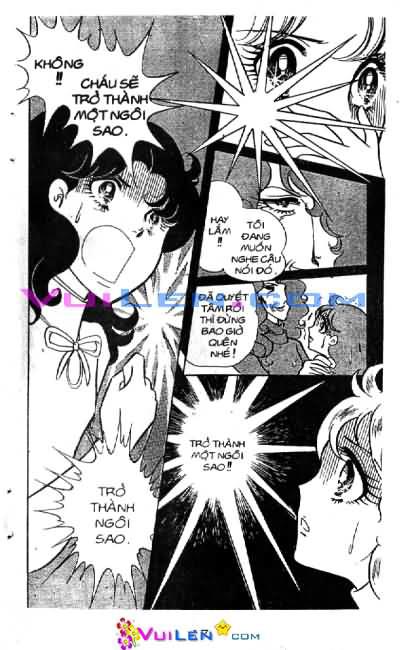 KHÔNG
!!
CHÁU SẼ
TRỞ THÀNH
MỘT NGÔI
SAO.
HAY
LẮM
!!
TÔI
ĐANG
MUỐN
NGHE CÂU
NÓI ĐÓ.
ĐÃ QUYẾT
TÂM RỒI
THÌ ĐỪNG
BAO GIỜ
QUÊN
NHÉ!
VUILEN.COM
TRỞ THÀNH
MỘT NGÔI
SAO!!
TRỞ
THÀNH
NGÔI
SAO.
VUILEN.COM